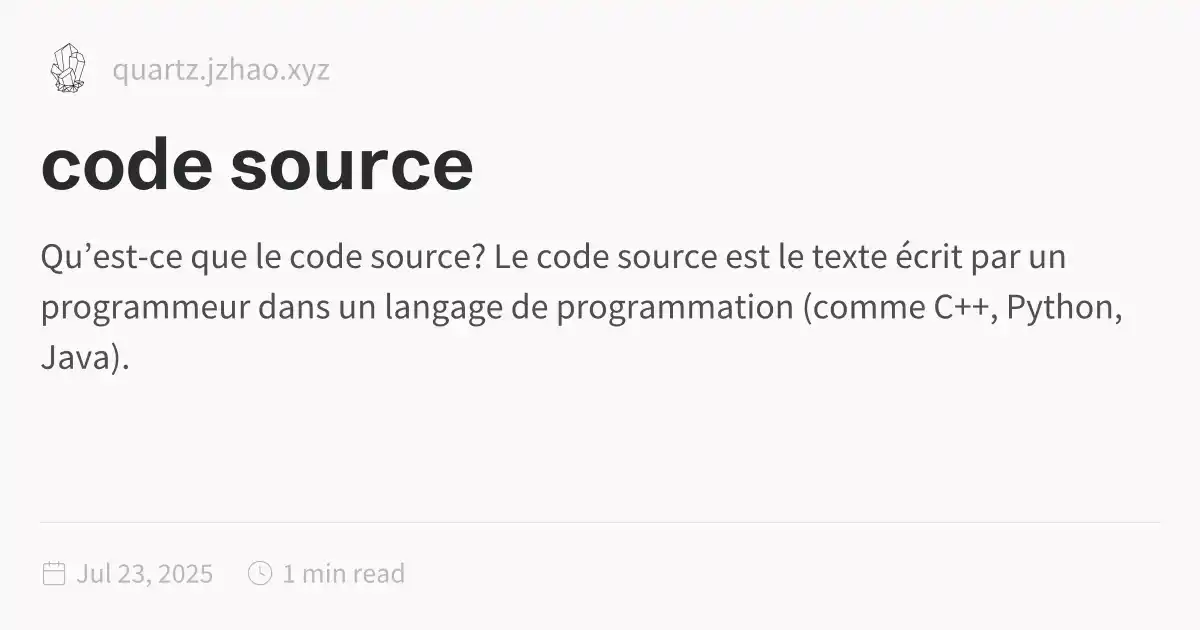 quartz.jzhao.xyz
code source
Qu’est-ce que le code source? Le code source est le texte écrit par un
programmeur dans un langage de programmation (comme C++, Python,
Java).
Jul 23, 2025 1 min read